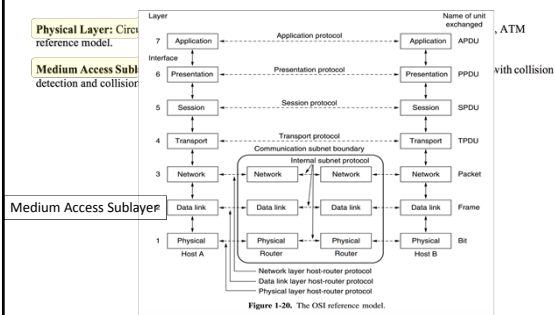 Layer
Name of unit exchanged
Physical Layer: Circu
, ATM
reference model.
7 Application Application protocol Application APDU
Interface
Medium Access Subl
with collision
detection and collision
6 Presentation Presentation protocol Presentation PPDU
5 Session Session protocol Session SPDU
4 Transport Transport protocol Transport TPDU
Communication subnet boundary
Internal subnet protocol
3 Network Network Network Network Packet
Medium Access Sublayer
Data link Data link Data link Data link Frame
1 Physical Physical Physical Physical Bit
Host A Router Router Host B
Network layer host-router protocol
Data link layer host-router protocol
Physical layer host-router protocol
Figure 1-20. The OSI reference model.